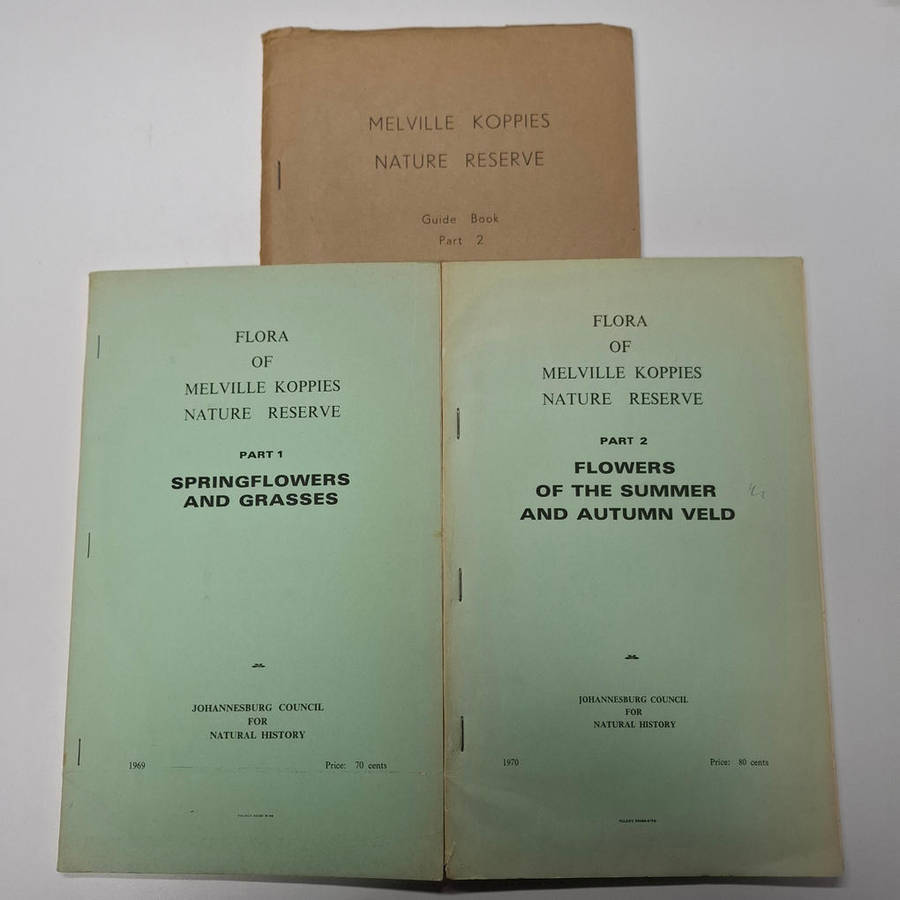 MELVILLE KOPPIES
NATURE RESERVE
Guide Book
Part 2
FLORA
OF
MELVILLE KOPPIES
NATURE RESERVE
PART 1
SPRINGFLOWERS
AND GRASSES
JOHANNESBURG COUNCIL
FOR
NATURAL HISTORY
1969 Price: 70 cents
FLORA
OF
MELVILLE KOPPIES
NATURE RESERVE
PART 2
FLOWERS
OF THE SUMMER
AND AUTUMN VELD
JOHANNESBURG COUNCIL
FOR
NATURAL HISTORY
1970 Price: 80 cents